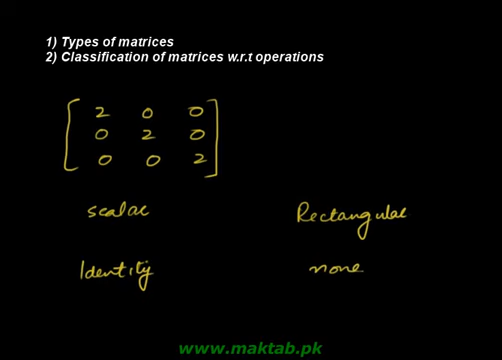 1) Types of matrices
2) Classification of matrices w.r.t operations
2 0 0
0 2 0
0 0 2
scalar Rectangular
Identity none
www.maktab.pk